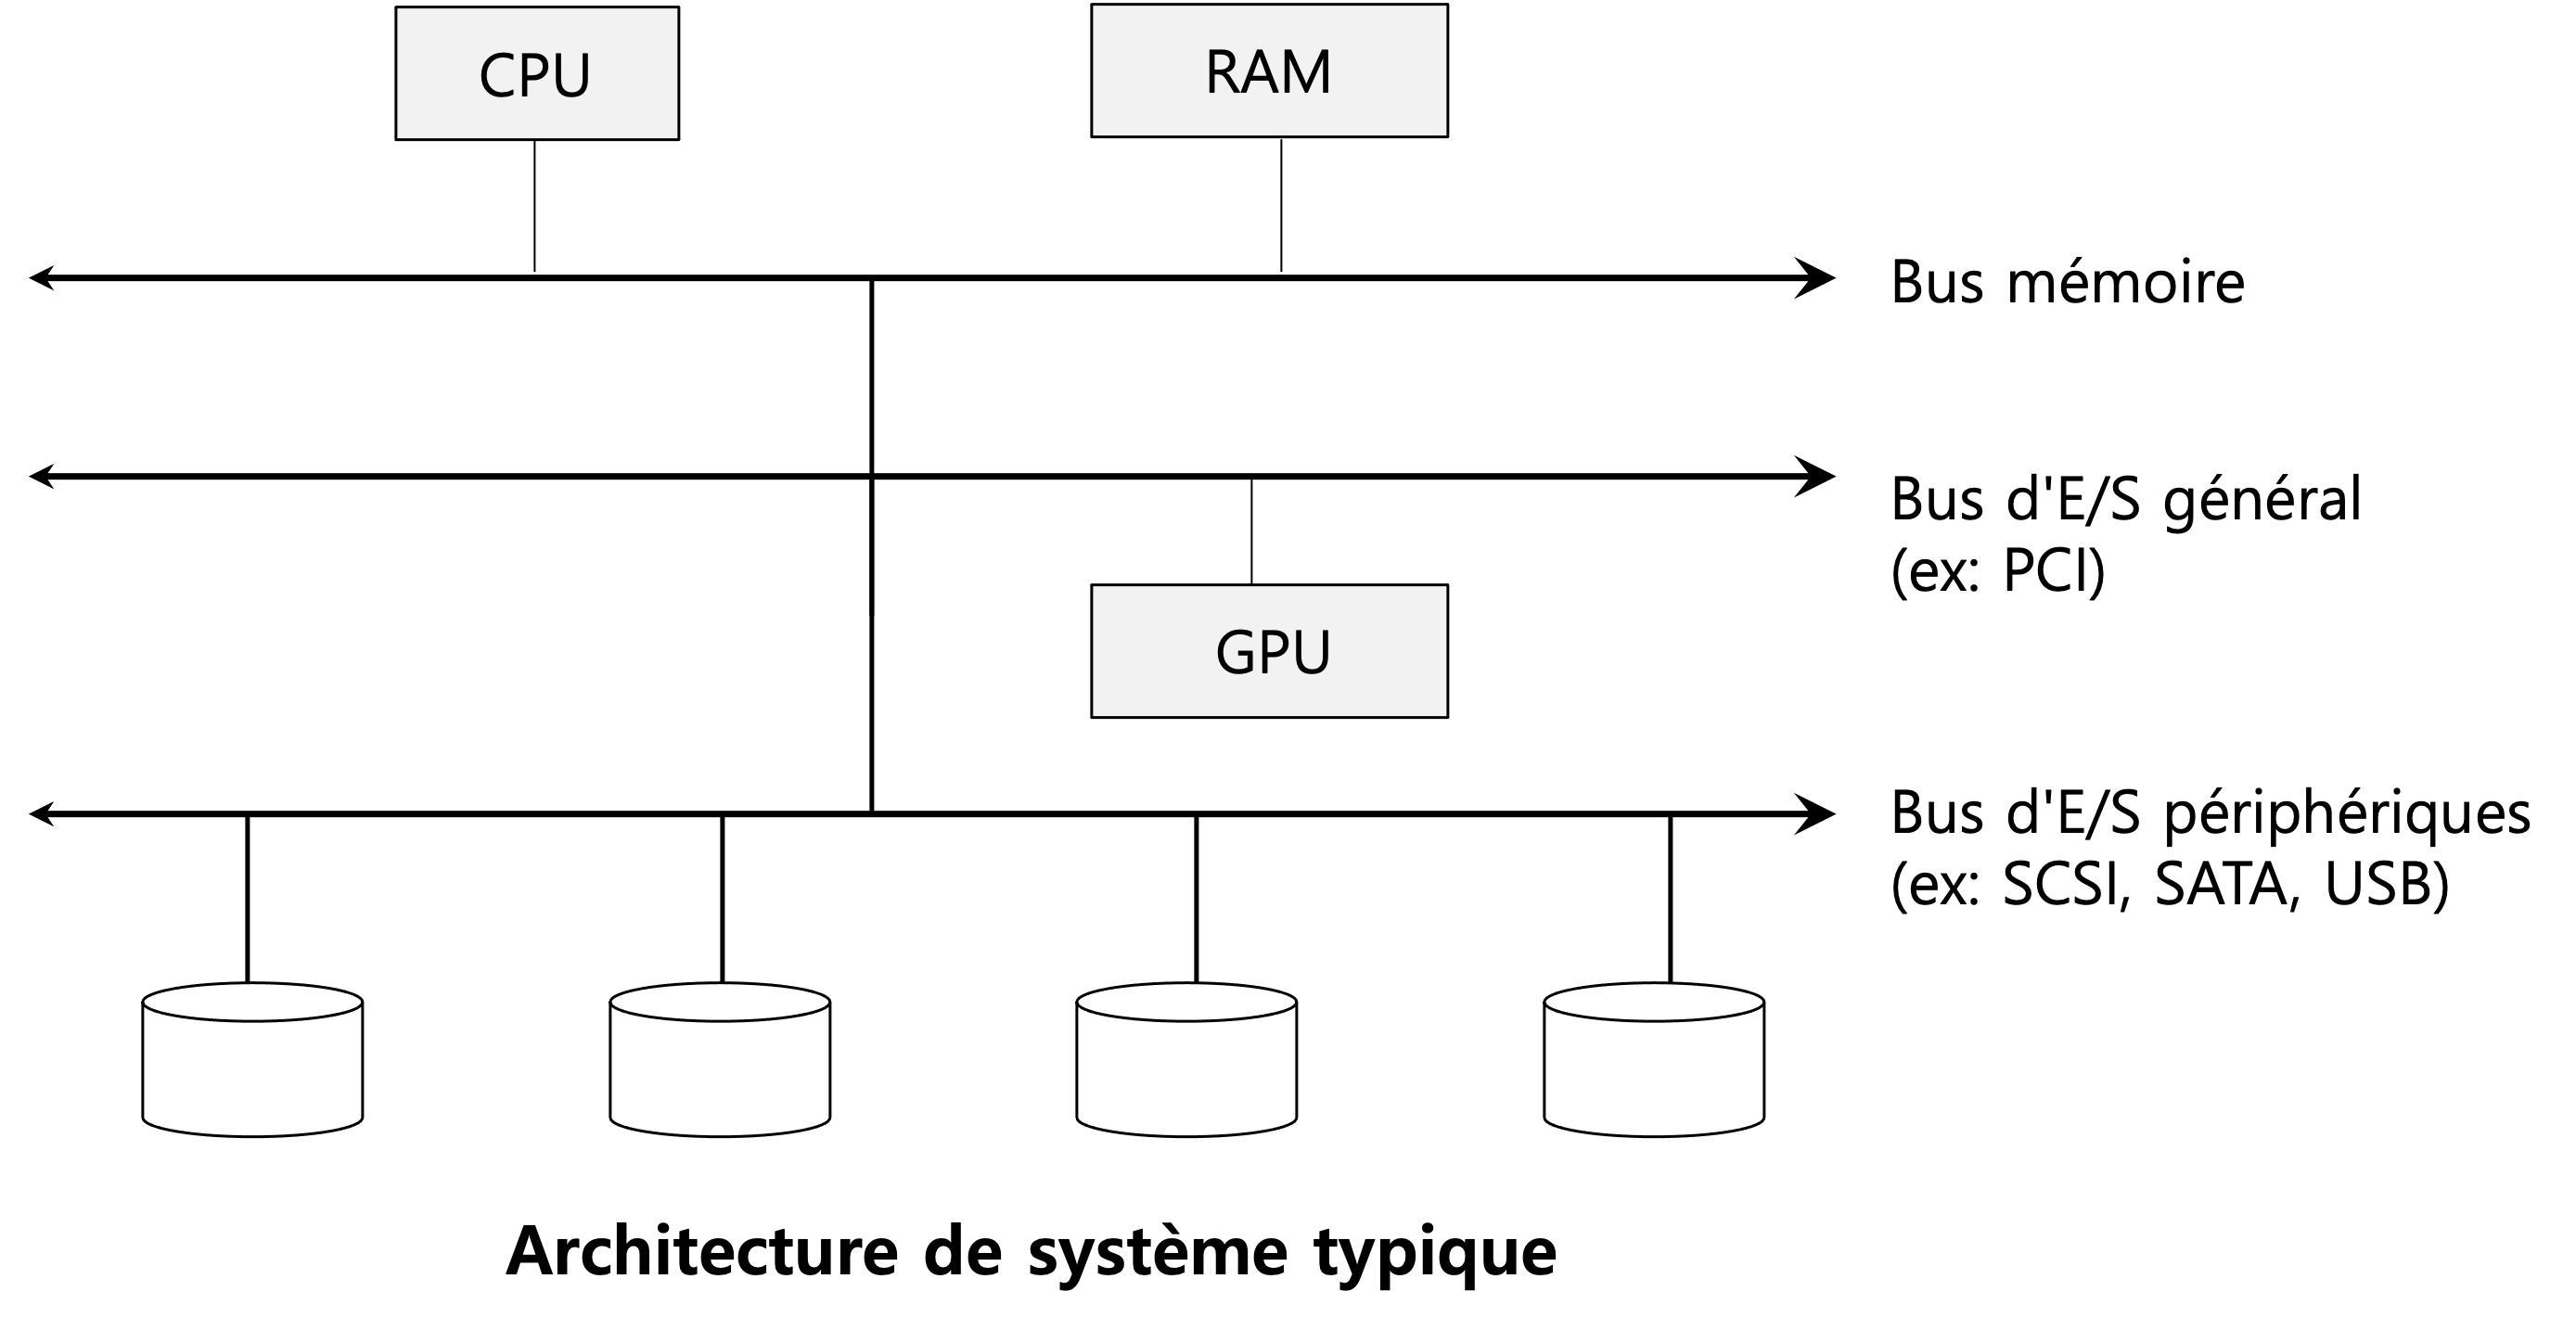 CPU
RAM
Bus mémoire
Bus d'E/S général
(ex: PCI)
GPU
Bus d'E/S périphériques
(ex: SCSI, SATA, USB)
Architecture de système typique